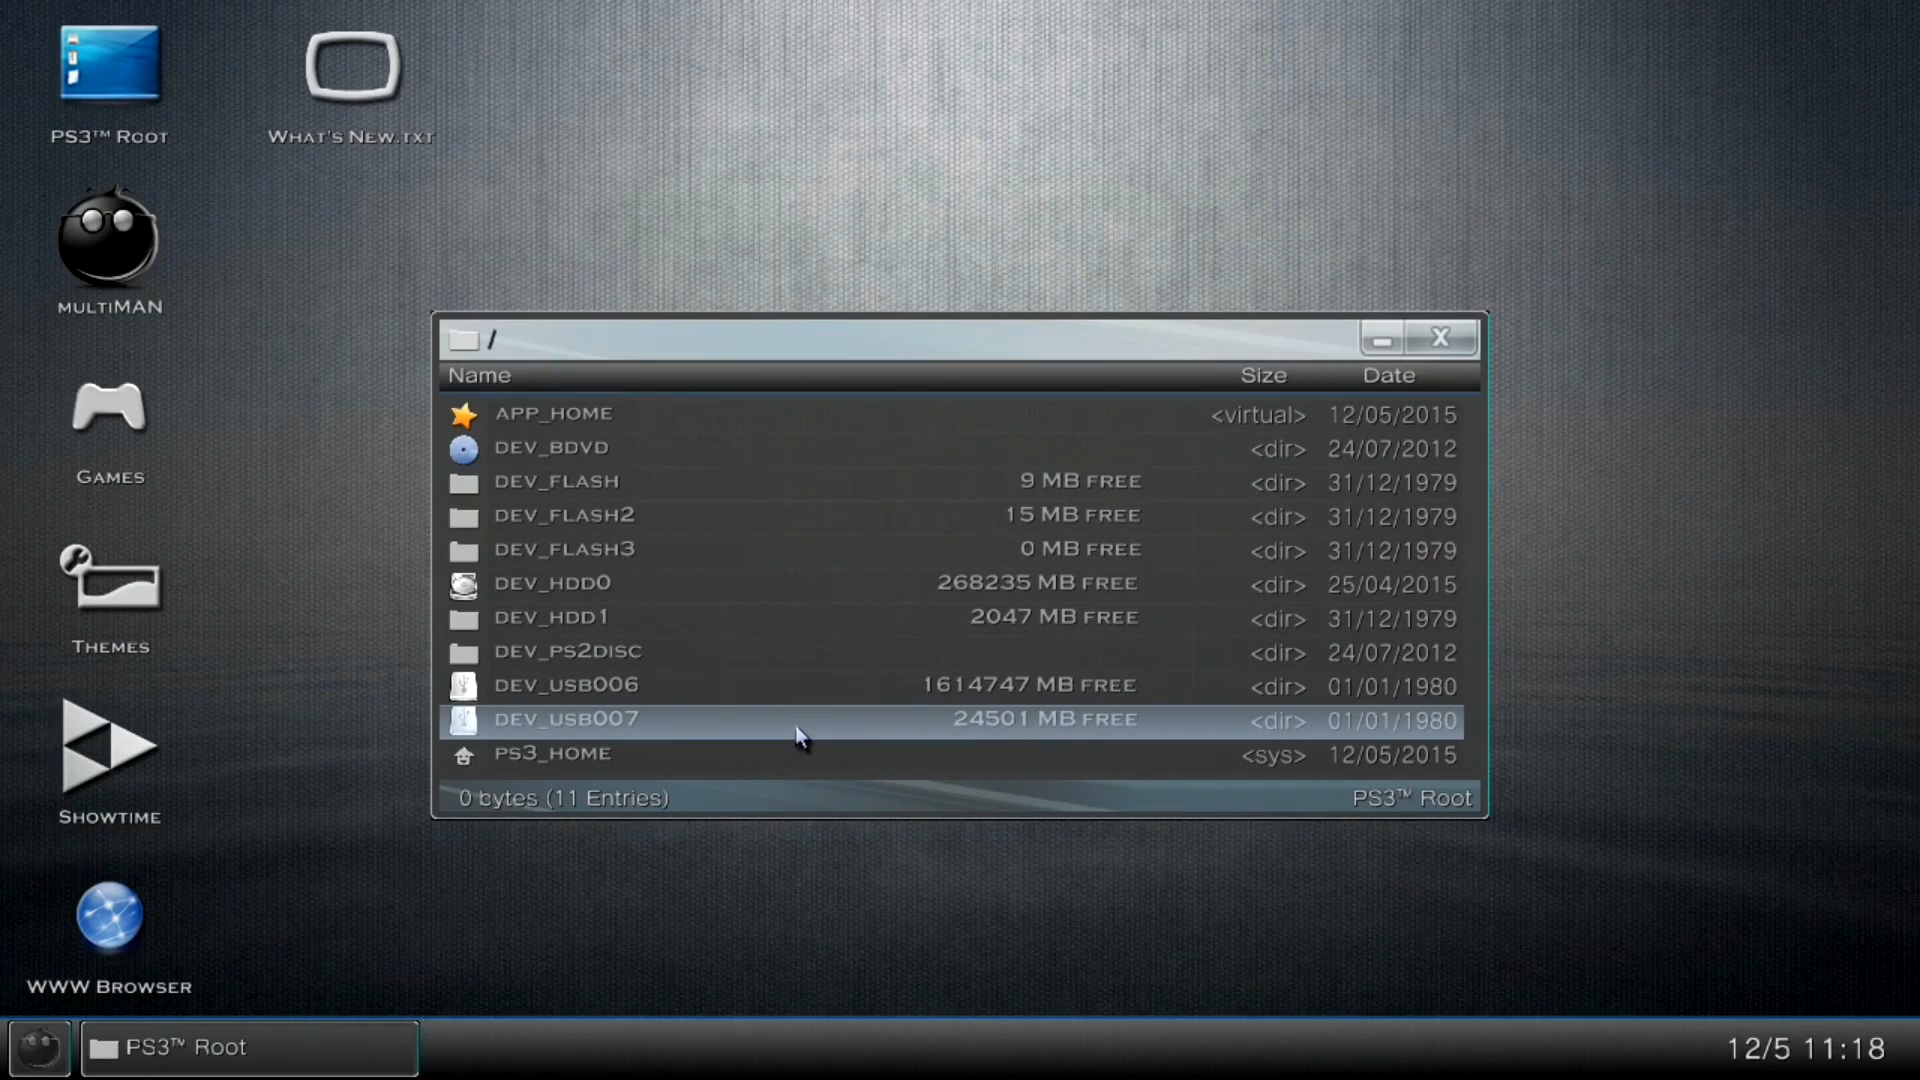 PS3™ Root
What's New.txt
multiMAN
Games
Themes
Showtime
WWW Browser
/
X
Name Size Date
APP_HOME <virtual> 12/05/2015
DEV_BDVD <dir> 24/07/2012
DEV_FLASH 9 MB free <dir> 31/12/1979
DEV_FLASH2 15 MB free <dir> 31/12/1979
DEV_FLASH3 0 MB free <dir> 31/12/1979
DEV_HDD0 268235 MB free <dir> 25/04/2015
DEV_HDD1 2047 MB free <dir> 31/12/1979
DEV_PS2DISC <dir> 24/07/2012
DEV_USB006 1614747 MB free <dir> 01/01/1980
DEV_USB007 24501 MB free <dir> 01/01/1980
PS3_HOME <sys> 12/05/2015
0 bytes (11 Entries) PS3™ Root
PS3™ Root 12/5 11:18